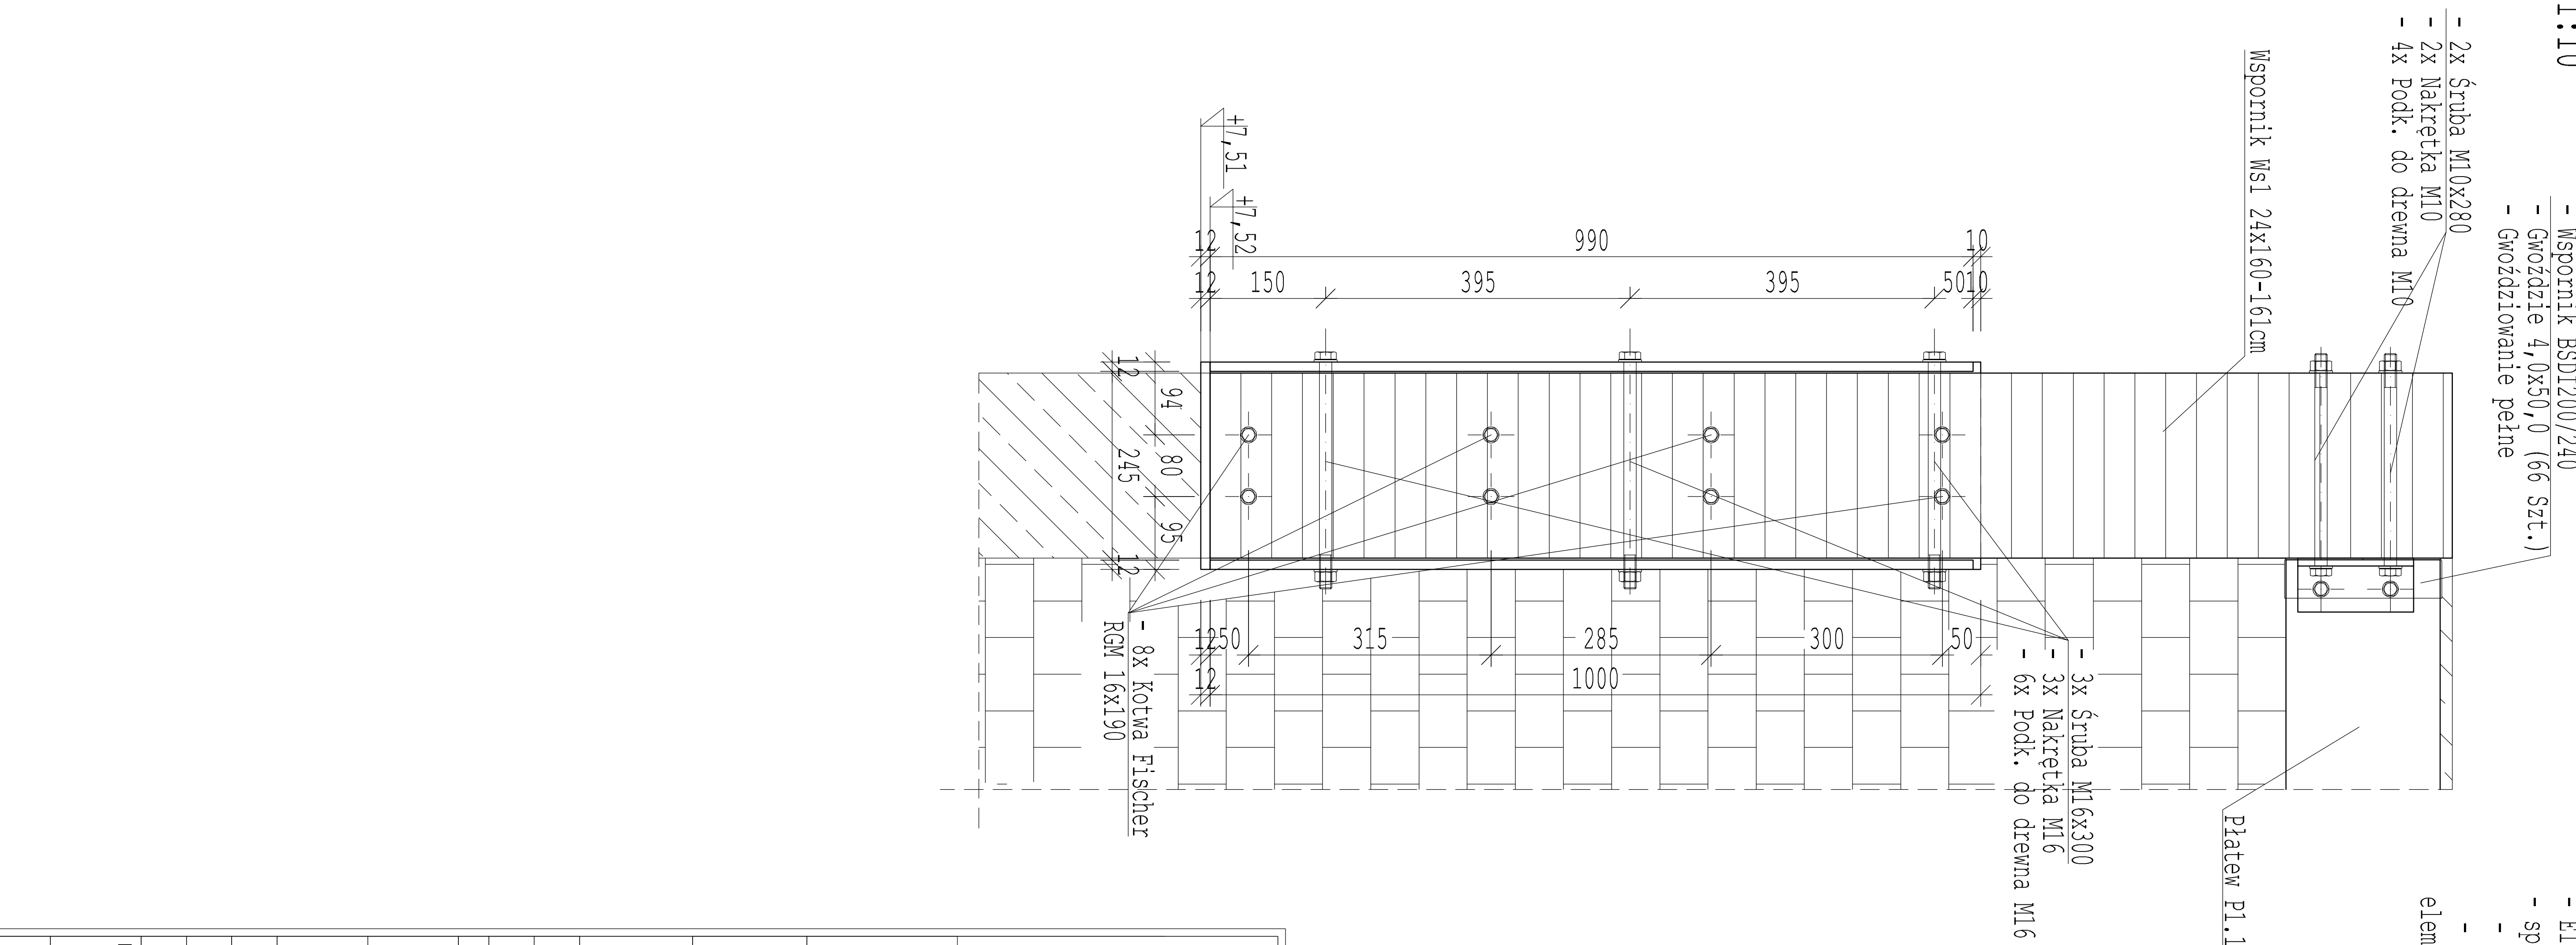 1:10
- Wspornik BSD1200/240
- Gwoździe 4,0x50,0 (66 Szt.)
- Gwoździowanie pełne
- 2x Śruba M10x280
- 2x Nakrętka M10
- 4x Podk. do drewna M10
Wspornik Ws1 24x160-161cm
+7,51
+7,52
12 990 10
12 150 395 395 50 10
12 245 12
94 80 95
12 50 315 285 300 50
12 1000
- 8x Kotwa Fischer
RGM 16x190
- 3x Śruba M16x300
- 3x Nakrętka M16
- 6x Podk. do drewna M16
Płatew P1.1
- sp
elem